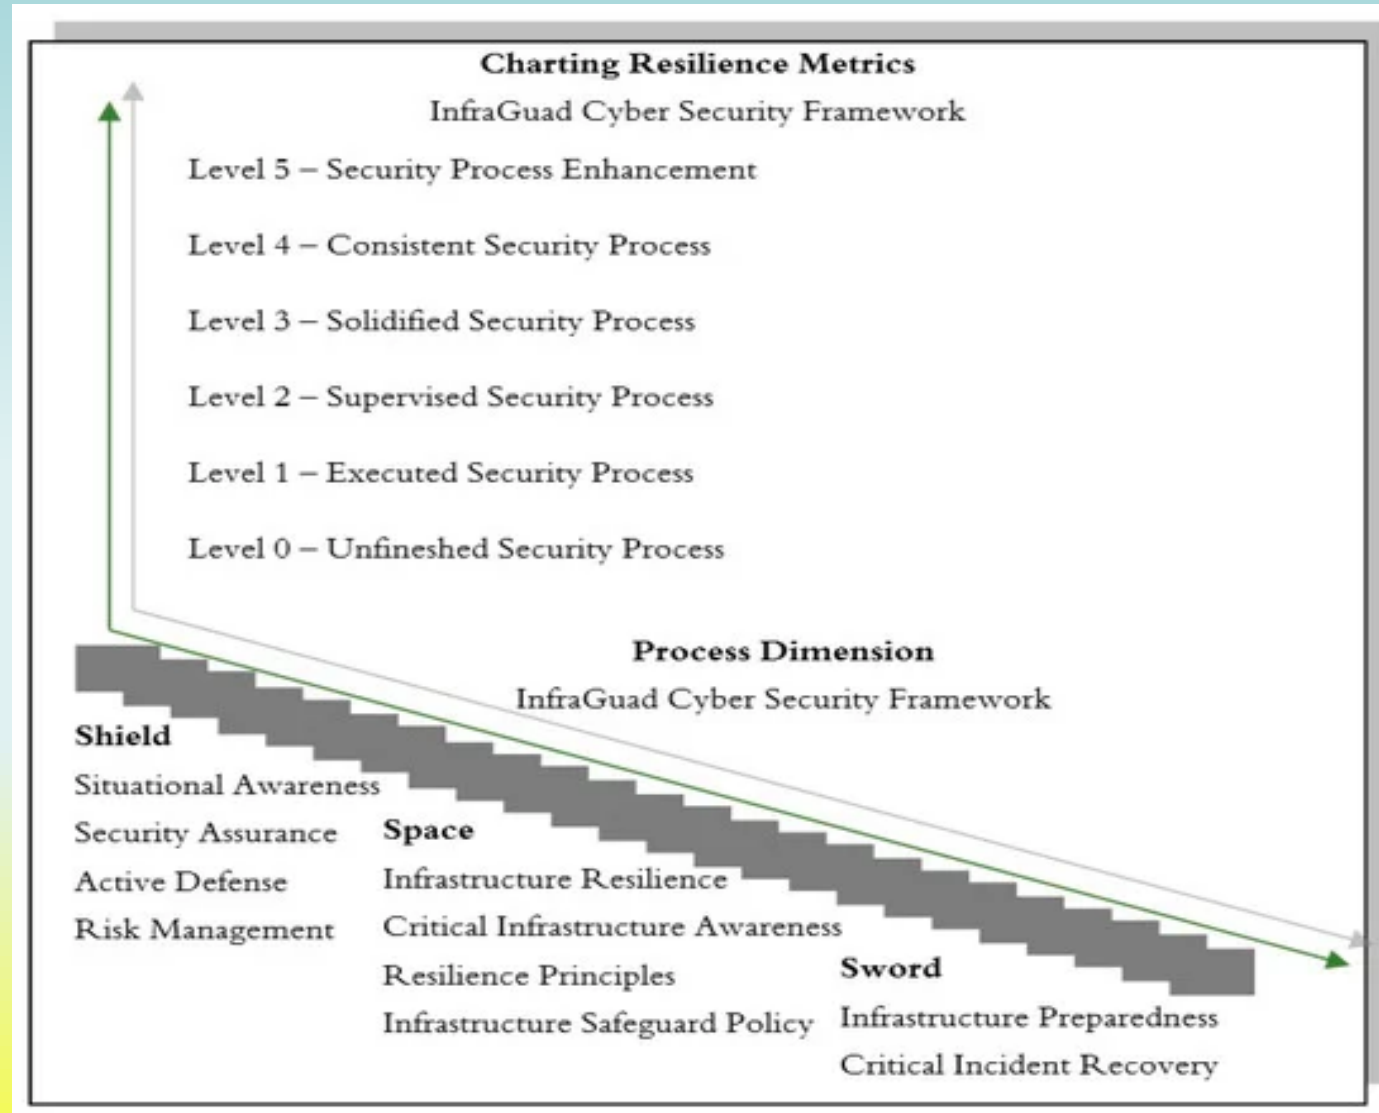 Charting Resilience Metrics
InfraGuad Cyber Security Framework
Level 5 – Security Process Enhancement
Level 4 – Consistent Security Process
Level 3 – Solidified Security Process
Level 2 – Supervised Security Process
Level 1 – Executed Security Process
Level 0 – Unfineshed Security Process
Process Dimension
InfraGuad Cyber Security Framework
Shield
Situational Awareness
Security Assurance
Active Defense
Risk Management
Space
Infrastructure Resilience
Critical Infrastructure Awareness
Resilience Principles
Infrastructure Safeguard Policy
Sword
Infrastructure Preparedness
Critical Incident Recovery